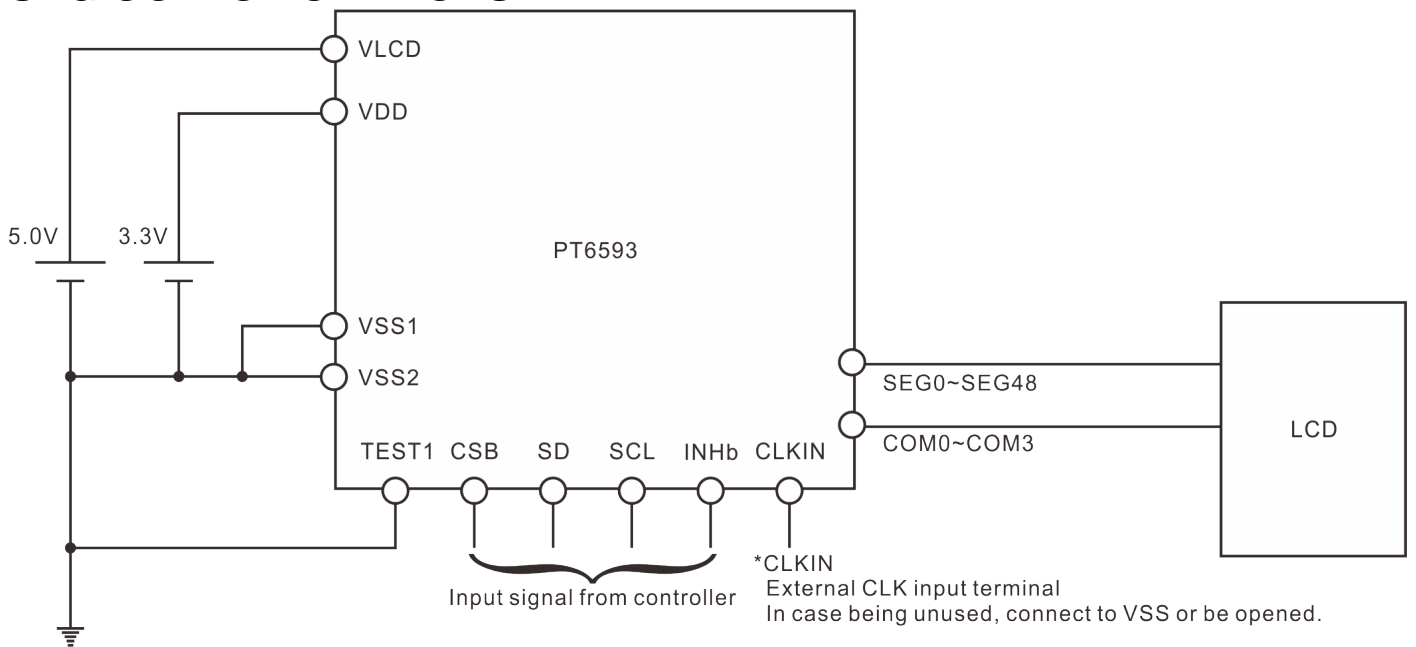 VLCD
VDD
5.0V
3.3V
PT6593
VSS1
VSS2
SEG0~SEG48
LCD
COM0~COM3
TEST1 CSB SD SCL INHb CLKIN
*CLKIN
External CLK input terminal
Input signal from controller
In case being unused, connect to VSS or be opened.